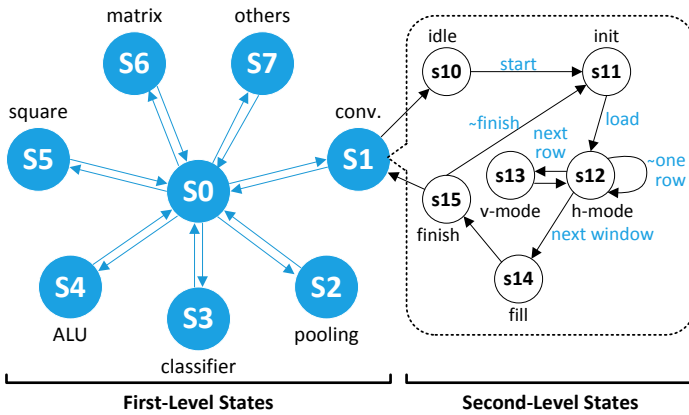 matrix
others
S6
S7
square
S5
conv.
S1
S0
S4
ALU
S3
classifier
S2
pooling
idle
s10
start
init
s11
~finish
load
next
row
s13
v-mode
s12
h-mode
~one
row
s15
finish
next window
s14
fill
First-Level States
Second-Level States